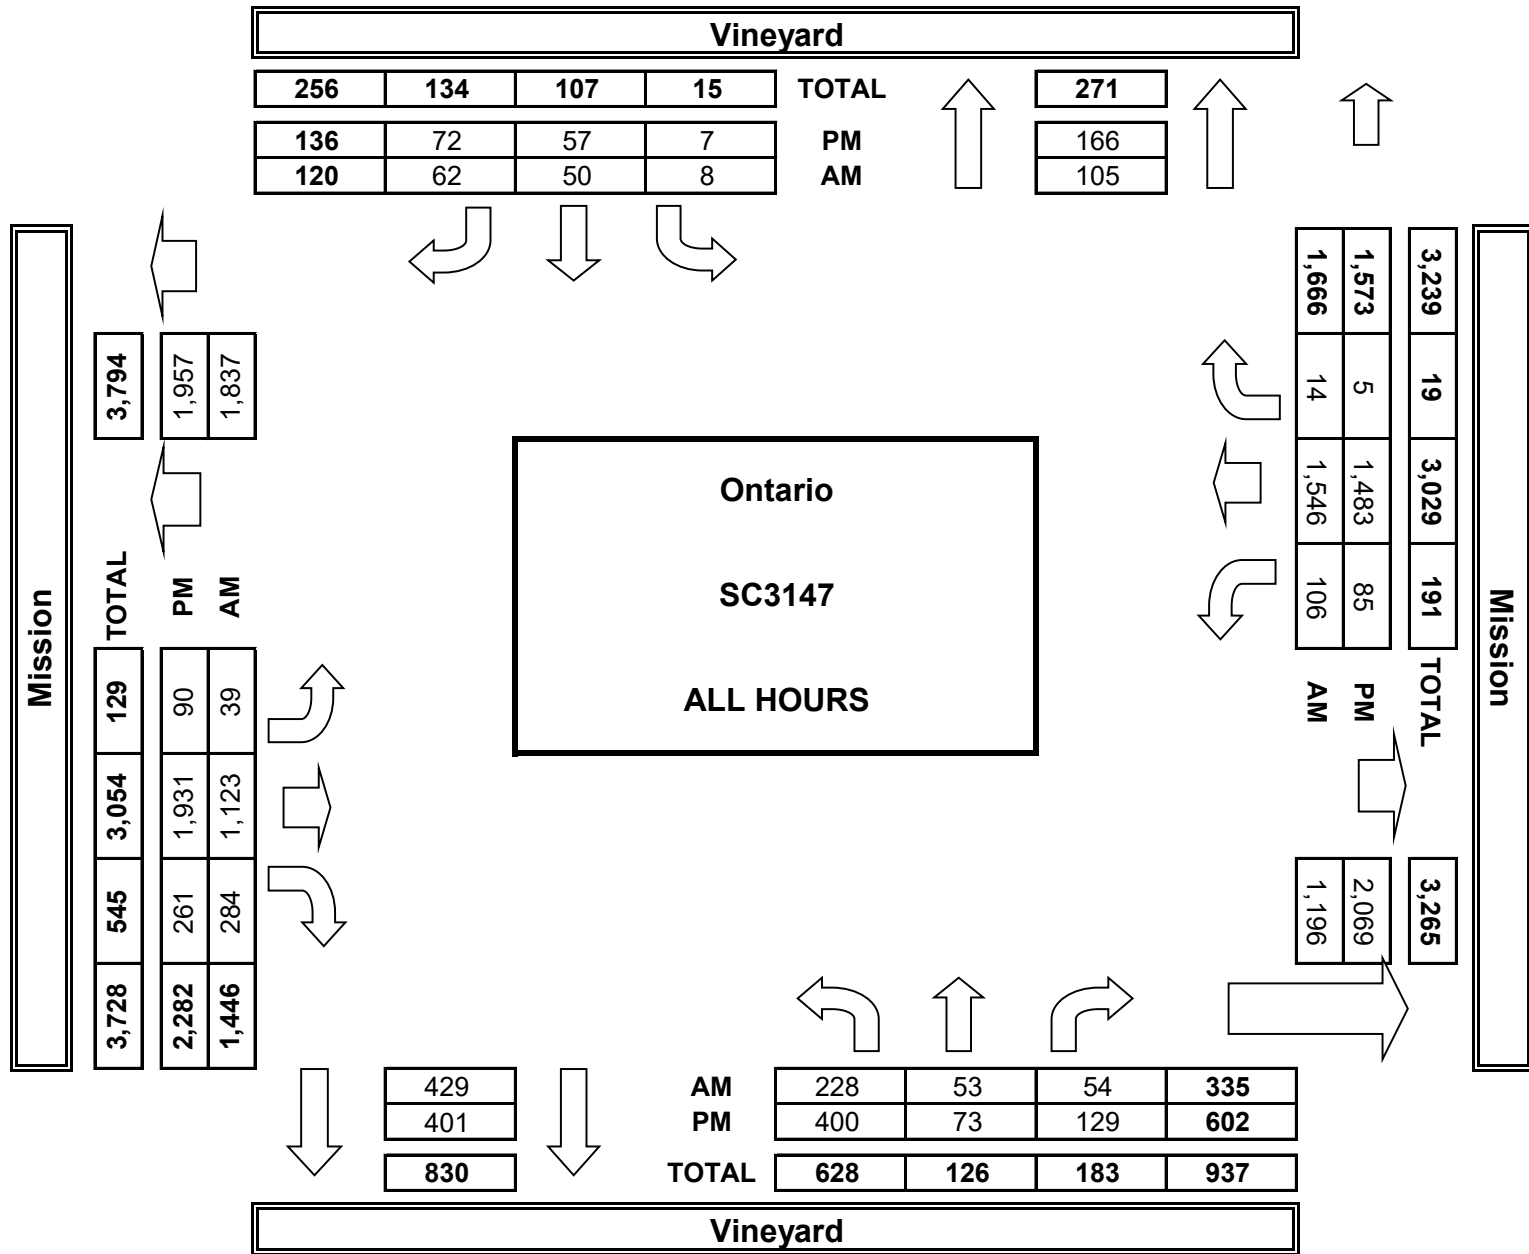 Vineyard
256 134 107 15 TOTAL 271
136 72 57 7 PM 166
120 62 50 8 AM 105
Mission
3,794
1,957
1,837
TOTAL 129 3,054 545 3,728
PM 90 1,931 261 2,282
AM 39 1,123 284 1,446
Ontario
SC3147
ALL HOURS
3,239 19 3,029 191 TOTAL 3,265
1,573 5 1,483 85 PM 2,069
1,666 14 1,546 106 AM 1,196
Mission
429 AM 228 53 54 335
401 PM 400 73 129 602
830 TOTAL 628 126 183 937
Vineyard